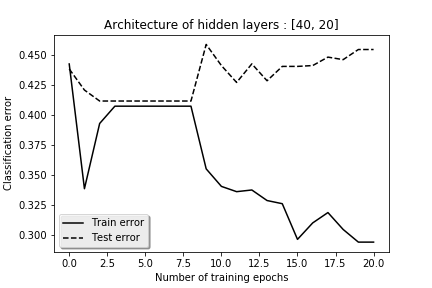 Architecture of hidden layers : [40, 20]
Classification error
0.450
0.425
0.400
0.375
0.350
0.325
0.300
Train error
Test error
0.0 2.5 5.0 7.5 10.0 12.5 15.0 17.5 20.0
Number of training epochs